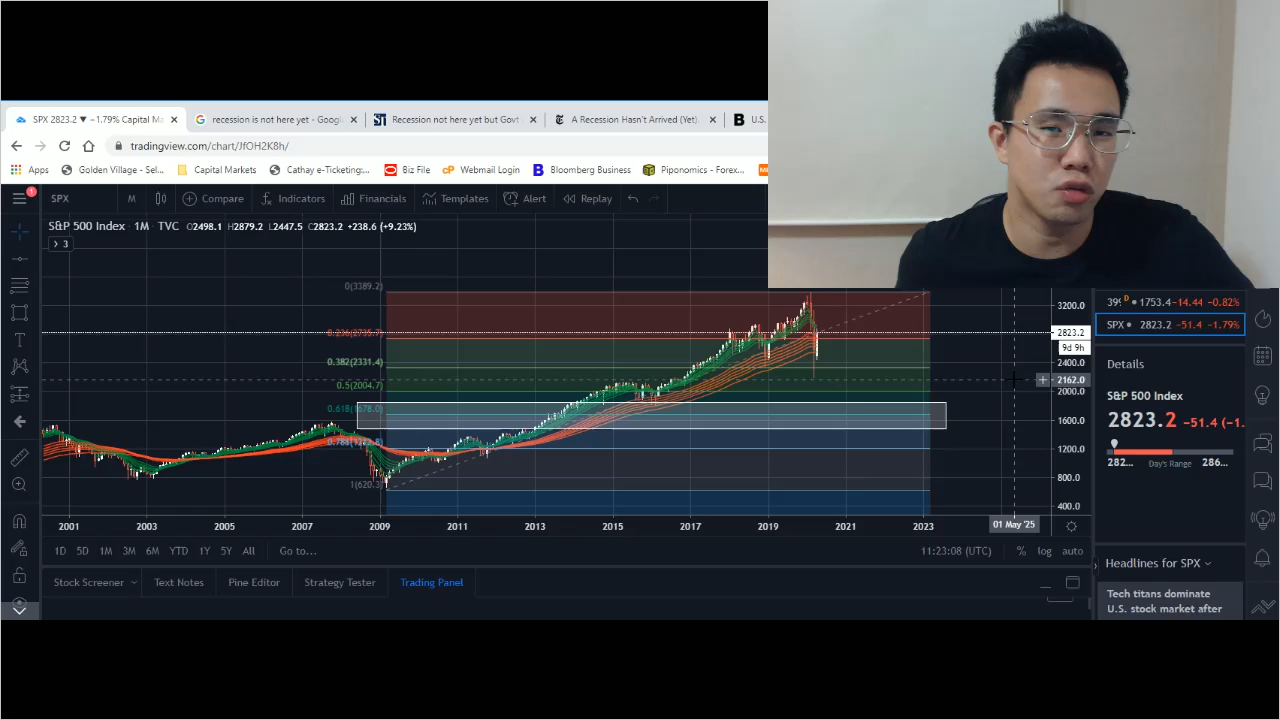 SPX 2823.2 ▼ −1.79% Capital Ma
recession is not here yet - Googl
Recession not here yet but Govt
A Recession Hasn't Arrived (Yet)
U.S.
tradingview.com/chart/JfOH2K8h/
Apps
Golden Village - Sel...
Capital Markets
Cathay e-Ticketing:...
Biz File
Webmail Login
Bloomberg Business
Piponomics - Forex...
SPX
M
Compare
Indicators
Financials
Templates
Alert
Replay
S&P 500 Index · 1M · TVC O2498.1 H2879.2 L2447.5 C2823.2 +238.6 (+9.23%)
3
0(3389.2)
0.382(2331.4)
0.5(2004.7)
0.618(1678.0)
1(620.3)
3200.0
2823.2
9d 9h
2400.0
2162.0
2000.0
1600.0
1200.0
800.0
400.0
2001
2003
2005
2007
2009
2011
2013
2015
2017
2019
2021
2023
01 May '25
1D 5D 1M 3M 6M YTD 1Y 5Y All Go to...
11:23:08 (UTC)
% log auto
Stock Screener
Text Notes
Pine Editor
Strategy Tester
Trading Panel
399 D 1753.4 −14.44 −0.82%
SPX 2823.2 −51.4 −1.79%
Details
S&P 500 Index
2823.2 −51.4 (−1.
282... Day's Range 286...
Headlines for SPX
Tech titans dominate
U.S. stock market after